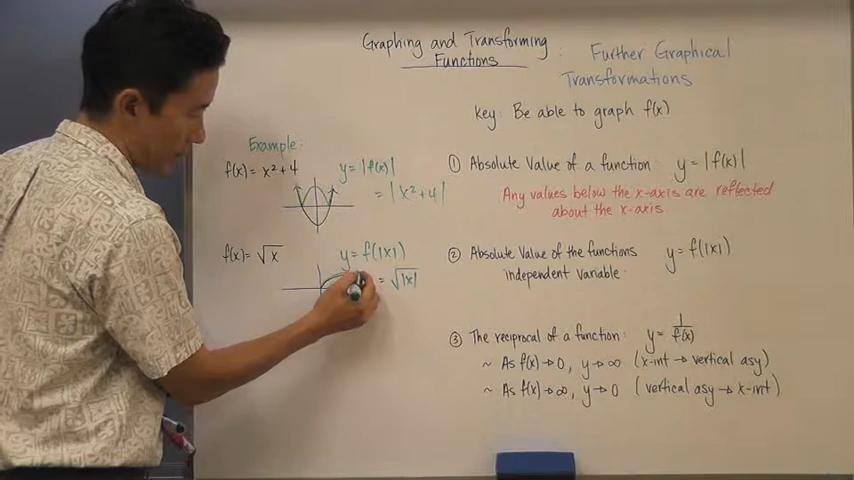 Graphing and Transforming
Functions
: Further Graphical
Transformations
Key: Be able to graph f(x)
Example:
f(x) = x² + 4
y = |f(x)|
= |x² + 4|
f(x) = √x
y = f(|x|)
= √|x|
① Absolute Value of a function: y = |f(x)|
Any values below the x-axis are reflected
about the x-axis
② Absolute Value of the functions y = f(|x|)
independent variable:
③ The reciprocal of a function: y = 1/f(x)
~ As f(x) → 0, y → ∞ (x-int → vertical asy)
~ As f(x) → ∞, y → 0 (vertical asy → x-int)